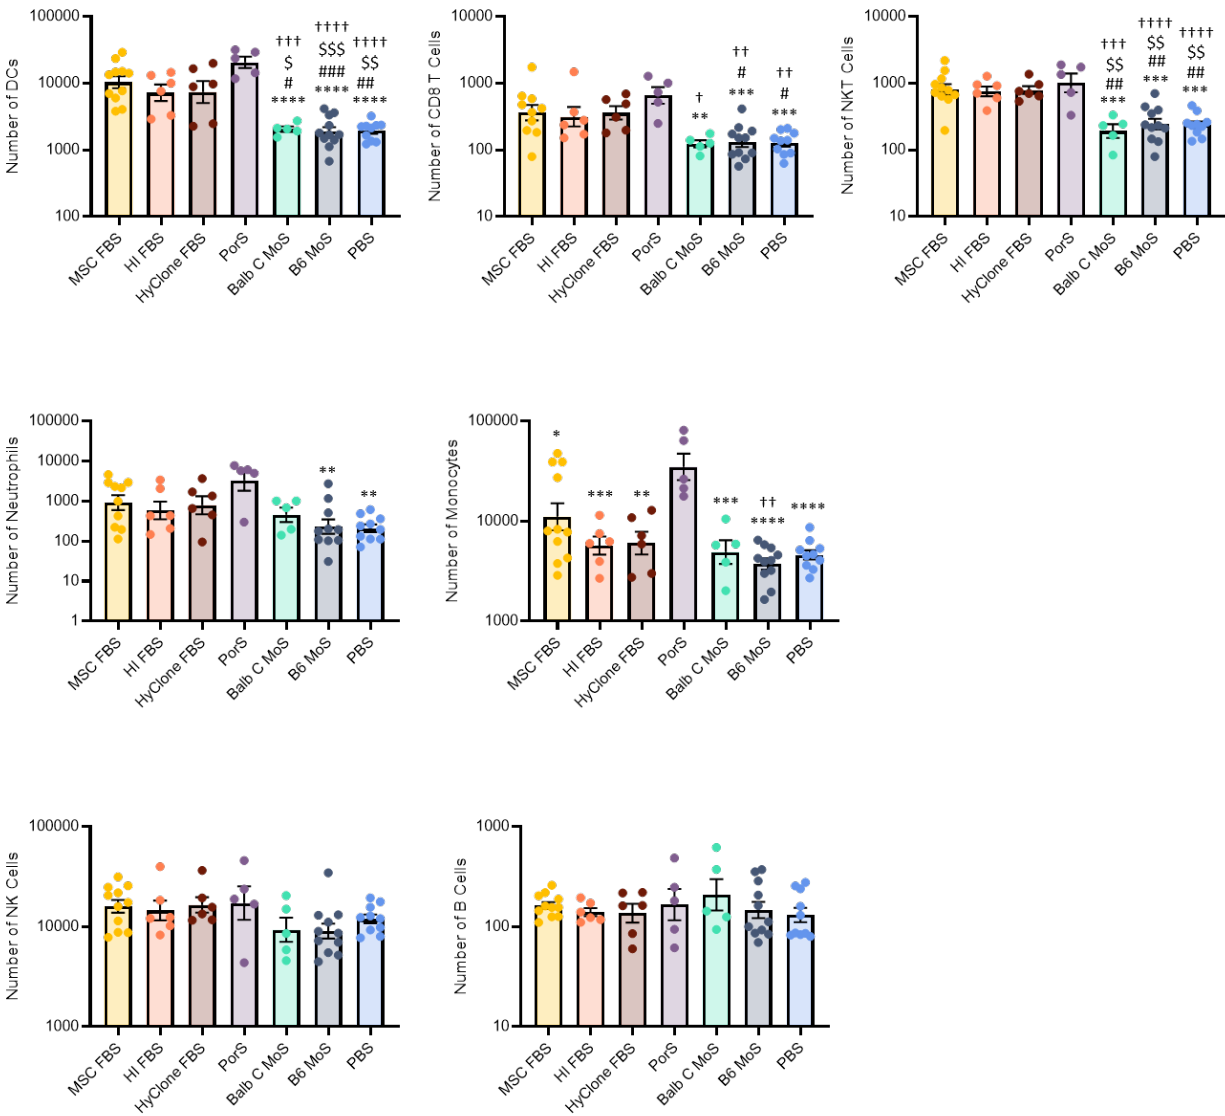 Number of DCs
100000
10000
1000
100
††† †††† ††††
$ $$$ $$
# ### ##
**** **** ****
MSC FBS
HI FBS
HyClone FBS
PorS
Balb C MoS
B6 MoS
PBS
Number of CD8 T Cells
10000
1000
100
10
† †† ††
# #
** *** ***
MSC FBS
HI FBS
HyClone FBS
PorS
Balb C MoS
B6 MoS
PBS
Number of NKT Cells
10000
1000
100
10
††† †††† ††††
$$ $$ $$
## ## ##
*** *** ***
MSC FBS
HI FBS
HyClone FBS
PorS
Balb C MoS
B6 MoS
PBS
Number of Neutrophils
100000
10000
1000
100
10
1
** **
MSC FBS
HI FBS
HyClone FBS
PorS
Balb C MoS
B6 MoS
PBS
Number of Monocytes
100000
10000
1000
*
*** ** *** †† ****
****
MSC FBS
HI FBS
HyClone FBS
PorS
Balb C MoS
B6 MoS
PBS
Number of NK Cells
100000
10000
1000
MSC FBS
HI FBS
HyClone FBS
PorS
Balb C MoS
B6 MoS
PBS
Number of B Cells
1000
100
10
MSC FBS
HI FBS
HyClone FBS
PorS
Balb C MoS
B6 MoS
PBS